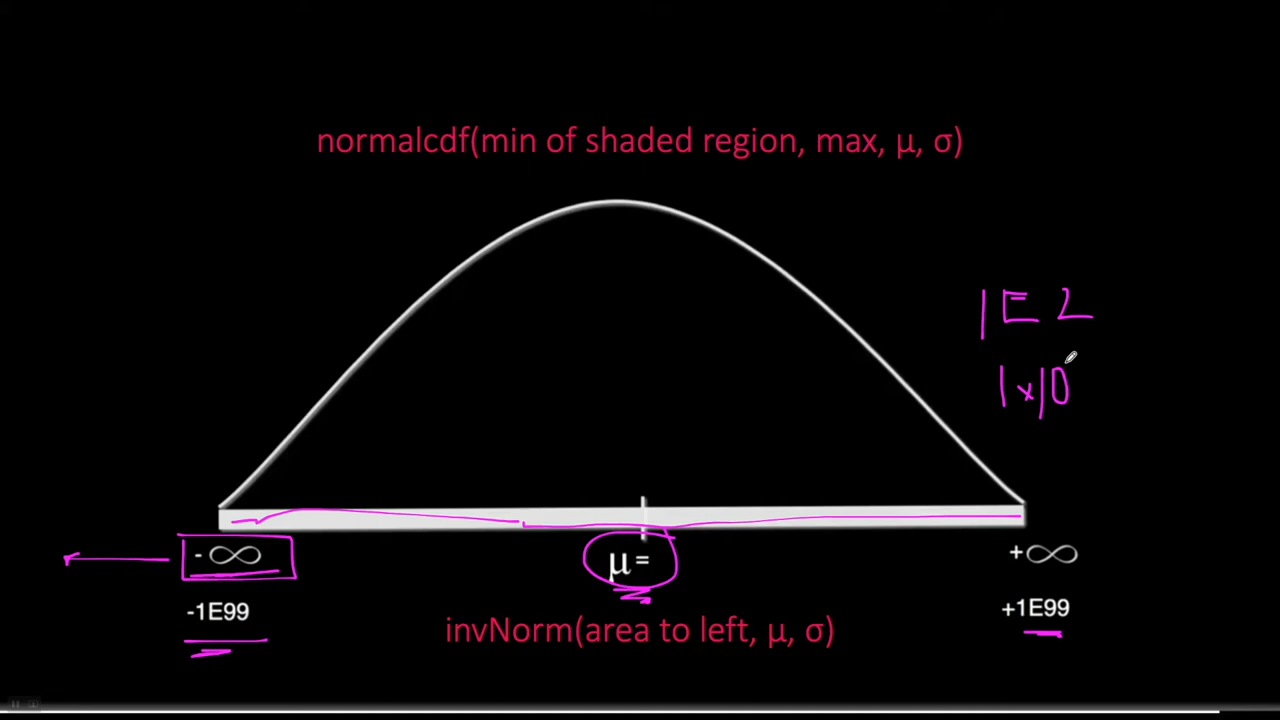 normalcdf(min of shaded region, max, μ, σ)
1E2
1x10
-∞
μ =
+∞
-1E99
+1E99
invNorm(area to left, μ, σ)